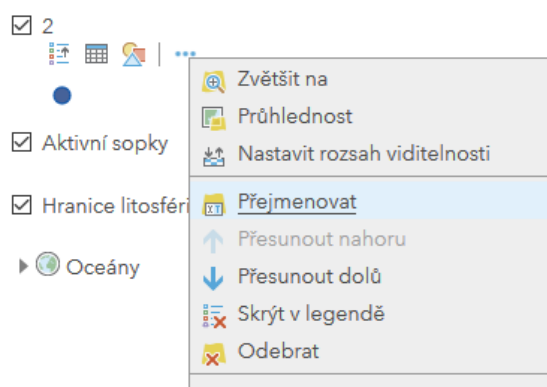 2
Zvětšit na
Průhlednost
Aktivní sopky
Nastavit rozsah viditelnosti
Hranice litosféri
Přejmenovat
Přesunout nahoru
Oceány
Přesunout dolů
Skrýt v legendě
Odebrat